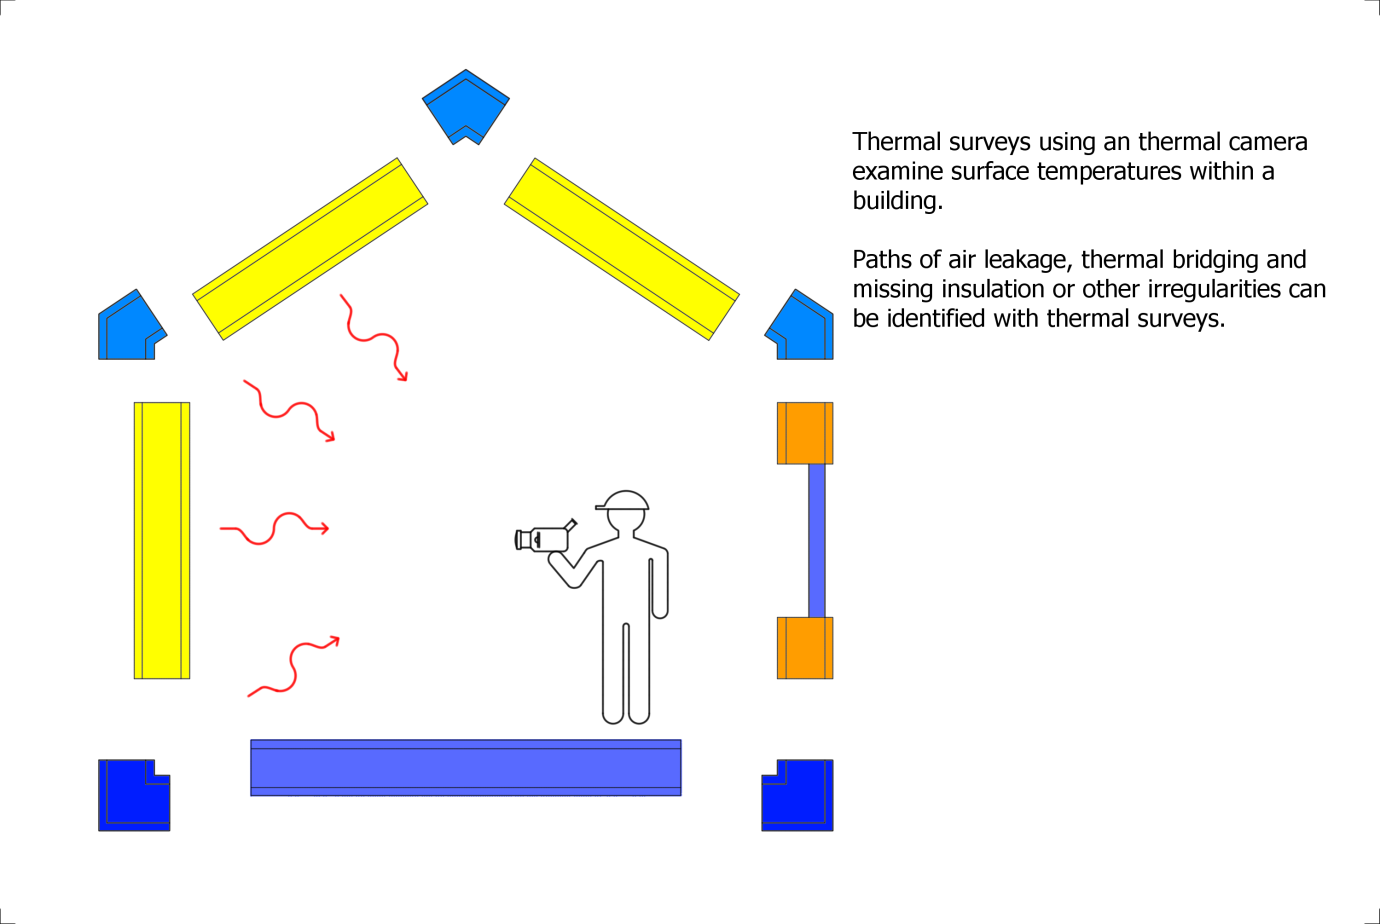 Thermal surveys using an thermal camera
examine surface temperatures within a
building.
Paths of air leakage, thermal bridging and
missing insulation or other irregularities can
be identified with thermal surveys.